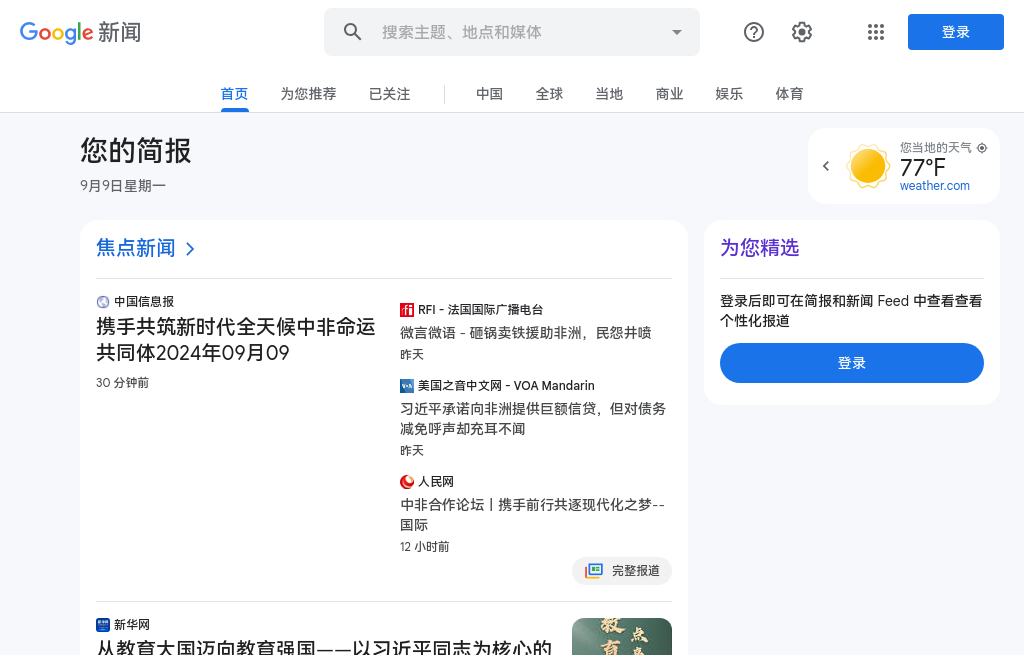 Google 新闻
搜索主题、地点和媒体
登录
首页
为您推荐
已关注
中国
全球
当地
商业
娱乐
体育
您的简报
9月9日星期一
您当地的天气
77°F
weather.com
焦点新闻
中国信息报
携手共筑新时代全天候中非命运
共同体2024年09月09
30 分钟前
RFI - 法国国际广播电台
微言微语 - 砸锅卖铁援助非洲，民怨井喷
昨天
美国之音中文网 - VOA Mandarin
习近平承诺向非洲提供巨额信贷，但对债务
减免呼声却充耳不闻
昨天
人民网
中非合作论坛丨携手前行共逐现代化之梦--
国际
12 小时前
完整报道
新华网
从教育大国迈向教育强国——以习近平同志为核心的
为您精选
登录后即可在简报和新闻 Feed 中查看查看
个性化报道
登录